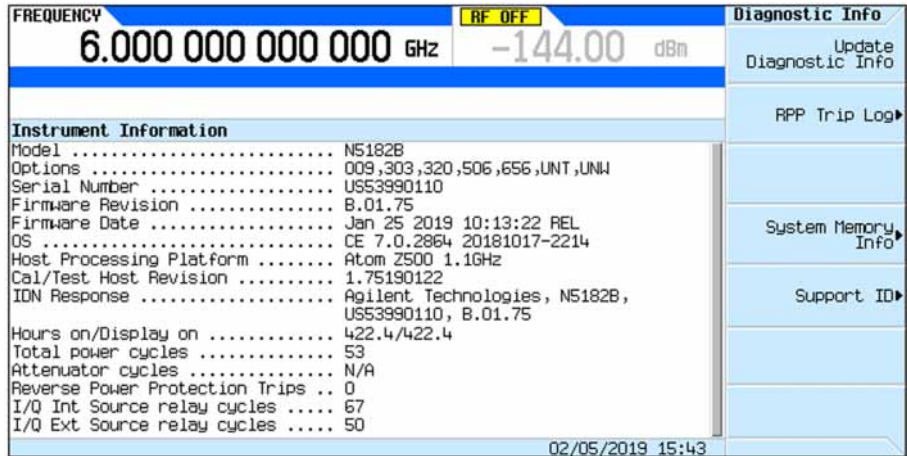 FREQUENCY
RF OFF
6.000 000 000 000 GHz
-144.00 dBm
Instrument Information
Model ........................... N5182B
Options ......................... 009,303,320,506,656,UNT,UNW
Serial Number ................... US53990110
Firmware Revision ............... B.01.75
Firmware Date ................... Jan 25 2019 10:13:22 REL
OS .............................. CE 7.0.2864 20181017-2214
Host Processing Platform ........ Atom Z500 1.1GHz
Cal/Test Host Revision .......... 1.75190122
IDN Response .................... Agilent Technologies, N5182B,
US53990110, B.01.75
Hours on/Display on ............. 422.4/422.4
Total power cycles .............. 53
Attenuator cycles ............... N/A
Reverse Power Protection Trips .. 0
I/Q Int Source relay cycles ..... 67
I/Q Ext Source relay cycles ..... 50
02/05/2019 15:43
Diagnostic Info
Update
Diagnostic Info
RPP Trip Log
System Memory
Info
Support ID